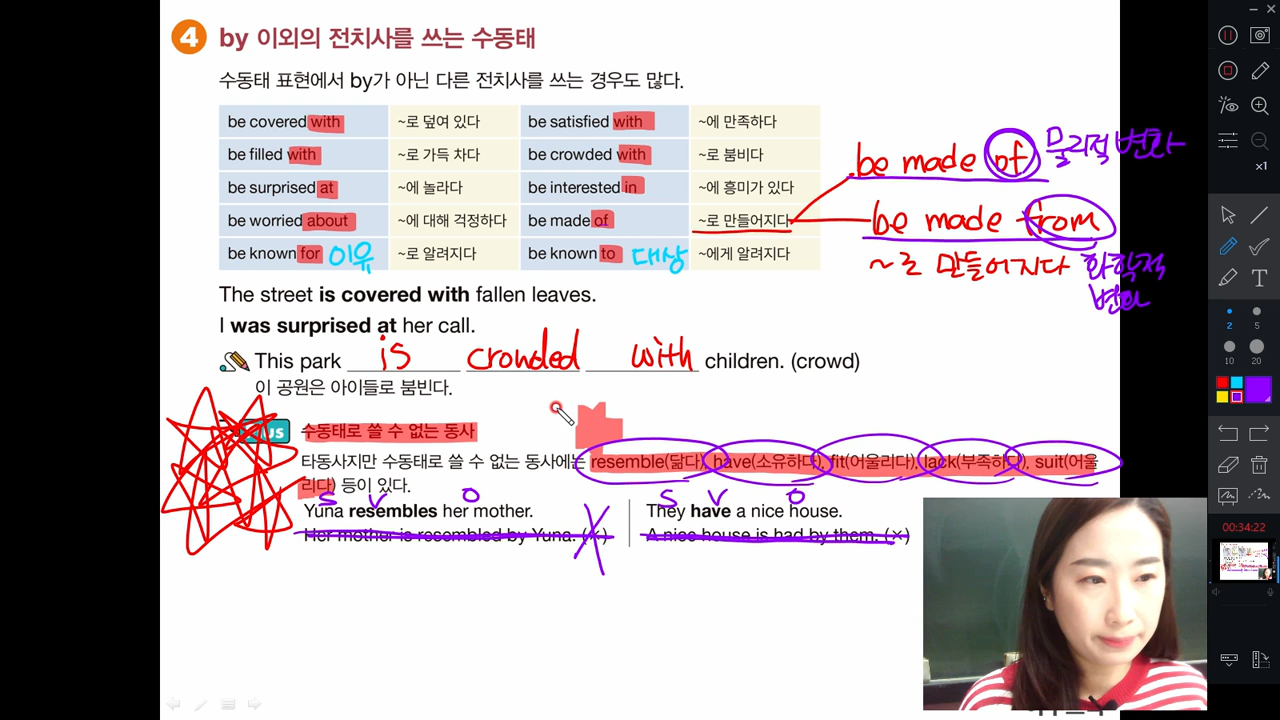 4 by 이외의 전치사를 쓰는 수동태
수동태 표현에서 by가 아닌 다른 전치사를 쓰는 경우도 많다.
be covered with ~로 덮여 있다 be satisfied with ~에 만족하다
be filled with ~로 가득 차다 be crowded with ~로 붐비다
be surprised at ~에 놀라다 be interested in ~에 흥미가 있다
be worried about ~에 대해 걱정하다 be made of ~로 만들어지다
be known for 이유 ~로 알려지다 be known to 대상 ~에게 알려지다
be made of 물리적 변화
be made from
~로 만들어지다 화학적
변화
The street is covered with fallen leaves.
I was surprised at her call.
This park is crowded with children. (crowd)
이 공원은 아이들로 붐빈다.
수동태로 쓸 수 없는 동사
타동사지만 수동태로 쓸 수 없는 동사에는 resemble(닮다), have(소유하다), fit(어울리다), lack(부족하다), suit(어울
리다) 등이 있다.
S V O S V O
Yuna resembles her mother. They have a nice house.
Her mother is resembled by Yuna. (×) A nice house is had by them. (×)
x1
T
2 5
10 20
00:34:22